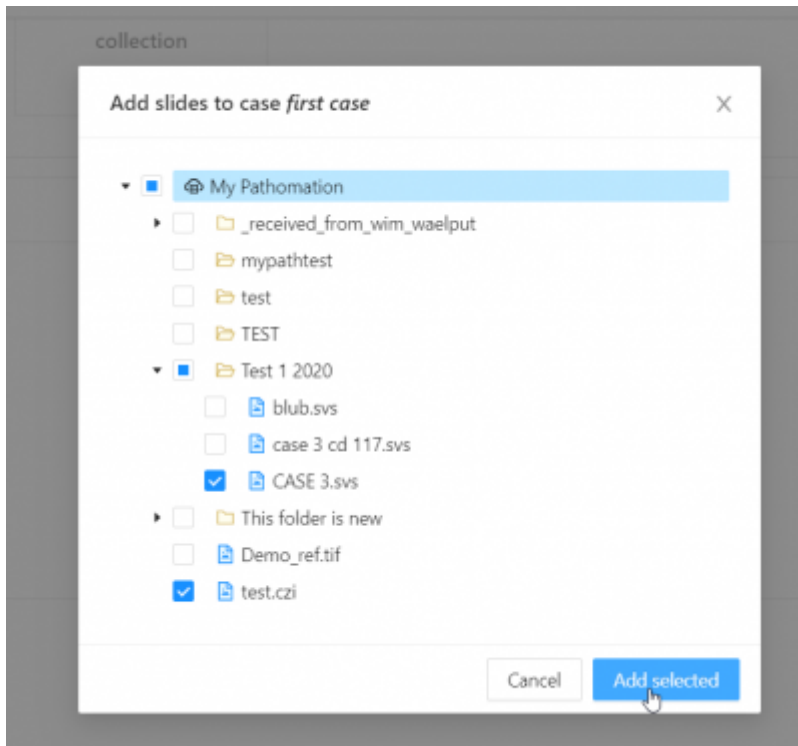 collection
Add slides to case first case
My Pathomation
_received_from_wim_waelput
mypathtest
test
TEST
Test 1 2020
blub.svs
case 3 cd 117.svs
CASE 3.svs
This folder is new
Demo_ref.tif
test.czi
Cancel Add selected